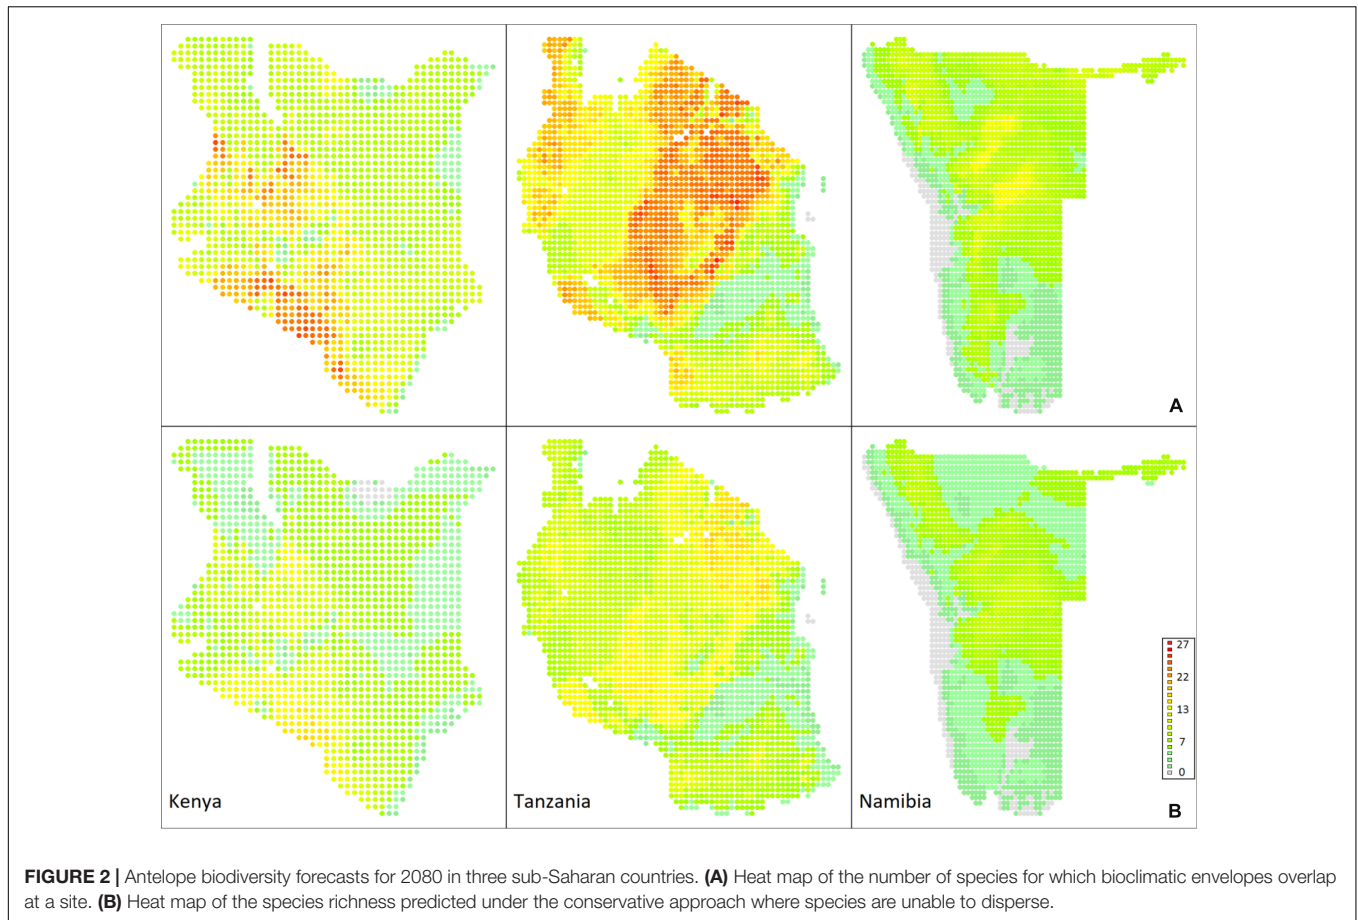 A
27
22
13
7
0
Kenya
Tanzania
Namibia
B
FIGURE 2 | Antelope biodiversity forecasts for 2080 in three sub-Saharan countries. (A) Heat map of the number of species for which bioclimatic envelopes overlap
at a site. (B) Heat map of the species richness predicted under the conservative approach where species are unable to disperse.